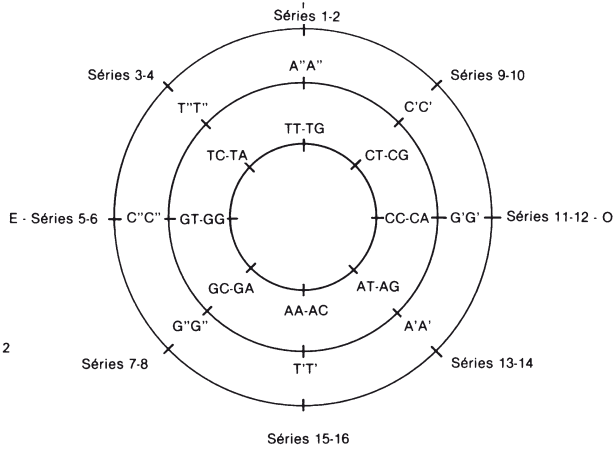 Séries 1-2
Séries 3-4
A"A"
Séries 9-10
T"T"
C'C'
TT-TG
TC-TA
CT-CG
E - Séries 5-6
C"C"
GT-GG
CC-CA
G'G'
Séries 11-12 - O
GC-GA
AT-AG
AA-AC
G"G"
A'A'
2
Séries 7-8
T'T'
Séries 13-14
Séries 15-16